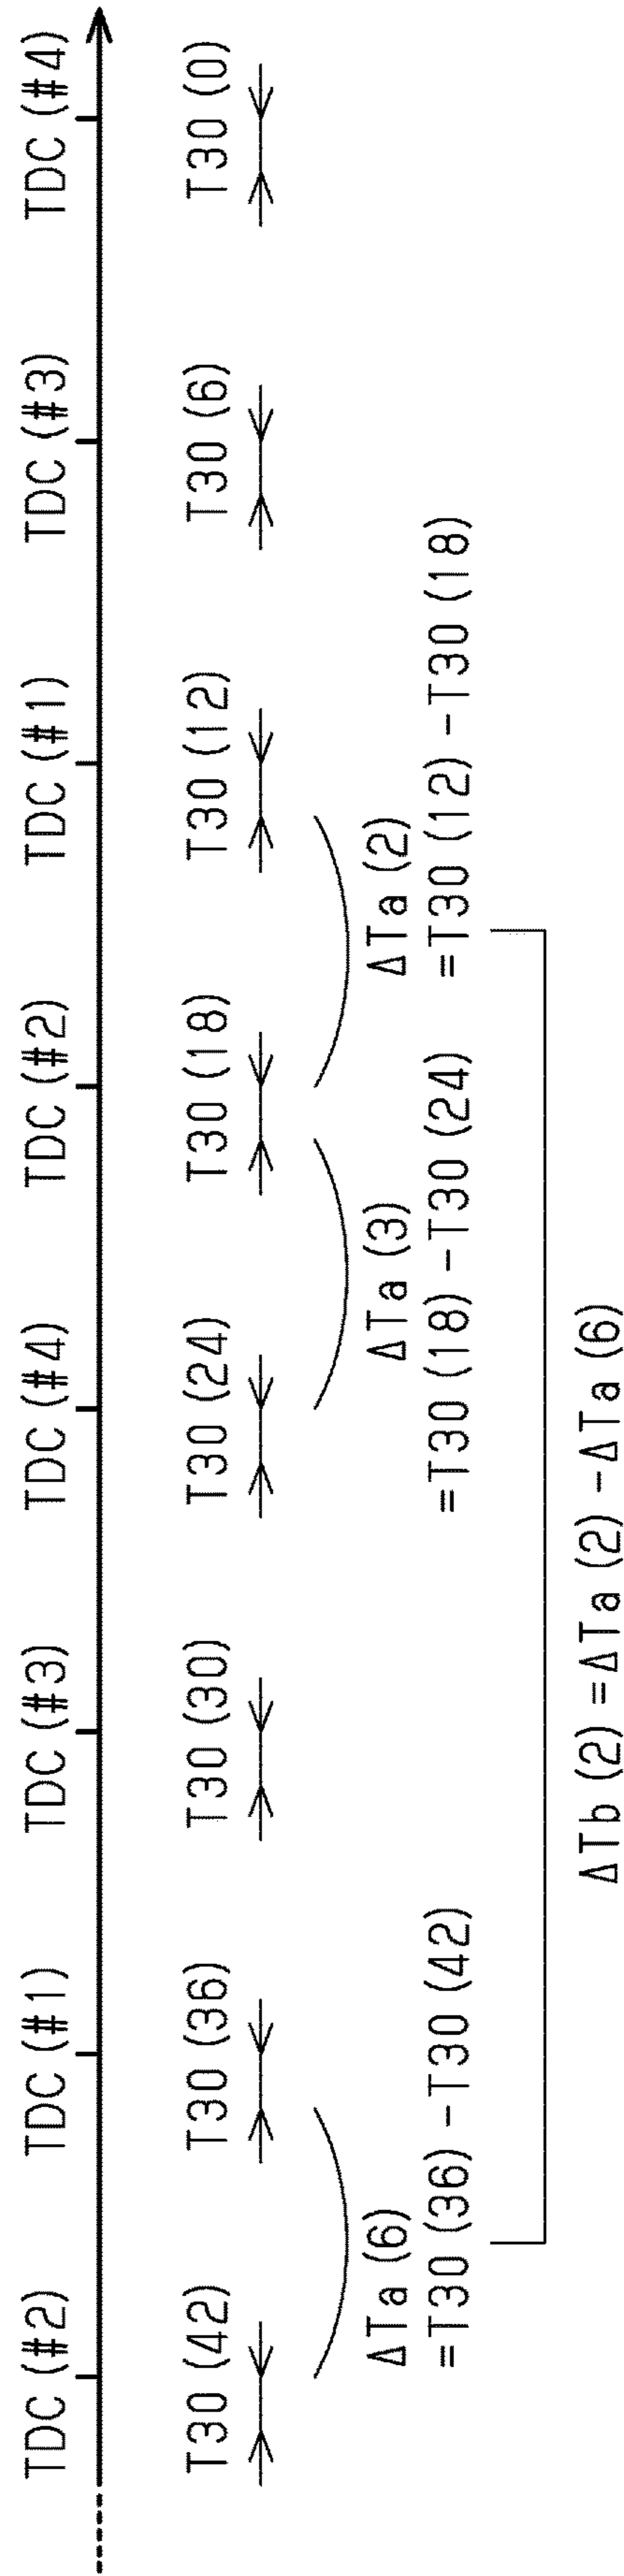 TDC (#2) TDC (#1) TDC (#3) TDC (#4) TDC (#2) TDC (#1) TDC (#3) TDC (#4)
T30 (42) T30 (36) T30 (30) T30 (24) T30 (18) T30 (12) T30 (6) T30 (0)
ΔTa (6) ΔTa (3) ΔTa (2)
=T30 (36) -T30 (42) =T30 (18) -T30 (24) =T30 (12) -T30 (18)
ΔTb (2) =ΔTa (2) -ΔTa (6)